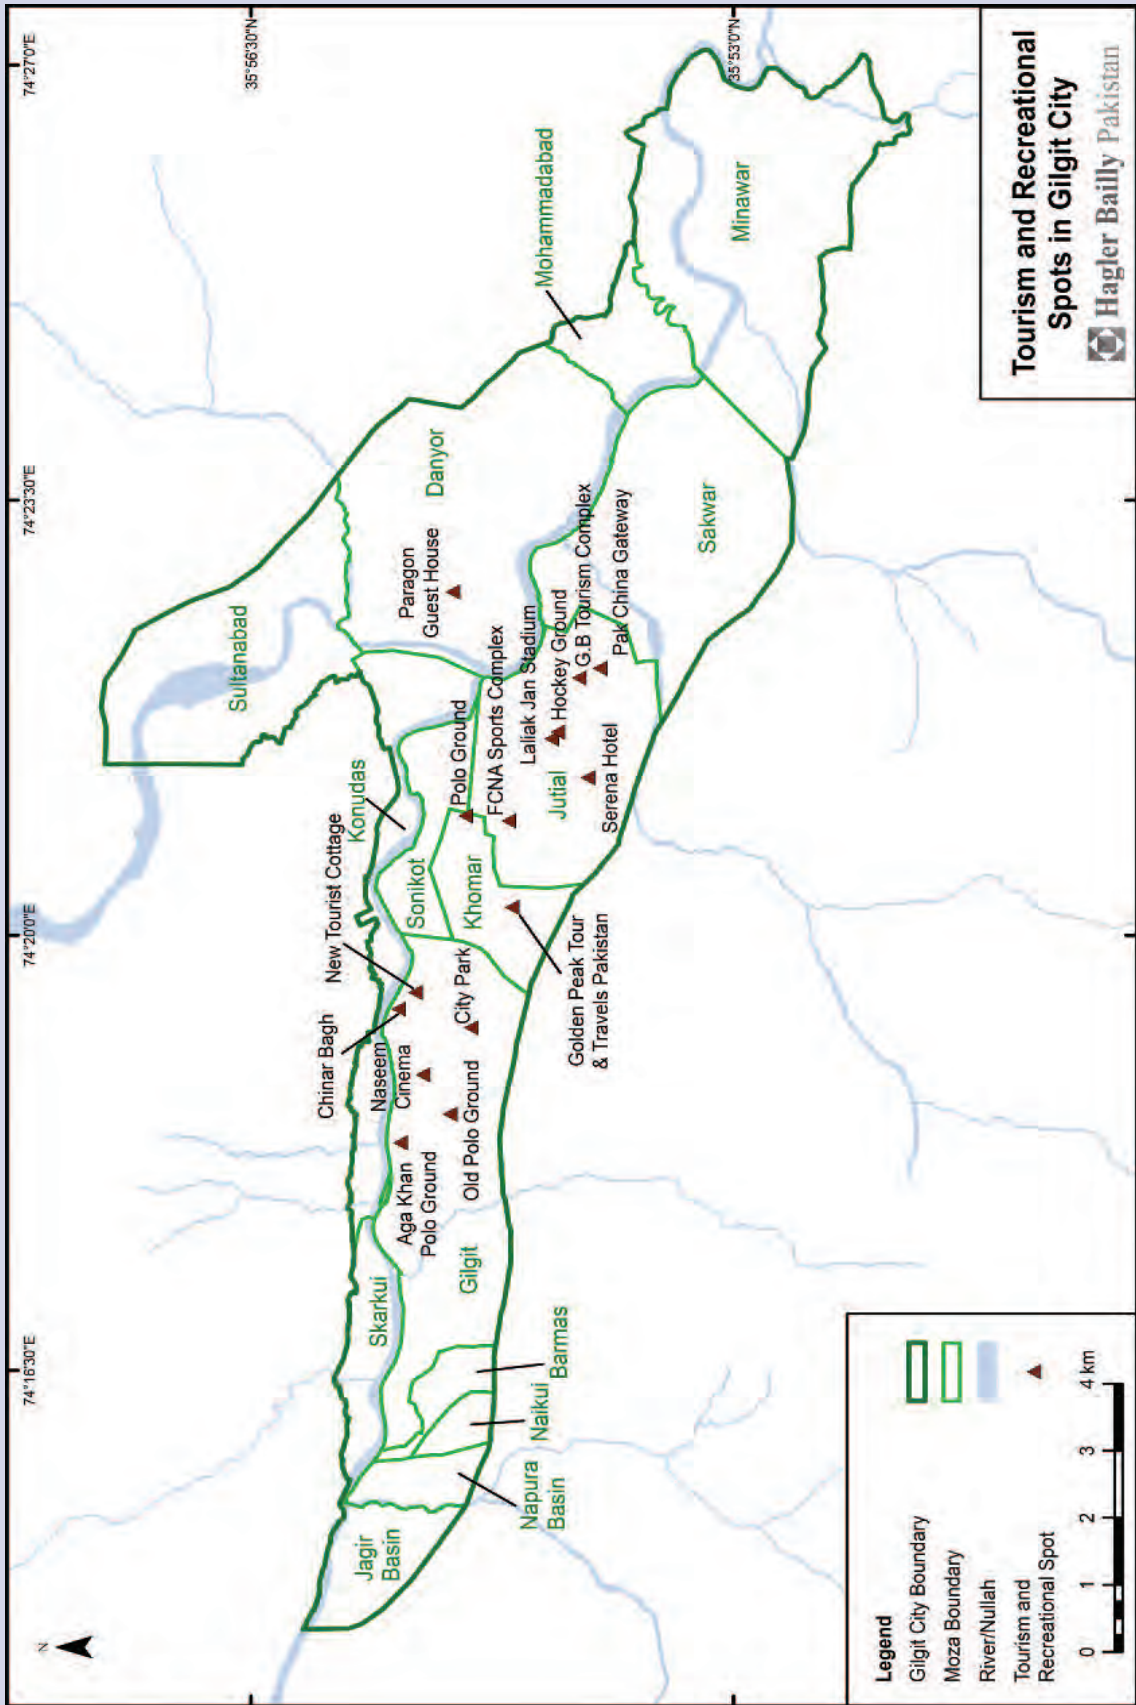 74°16'30"E
74°20'0"E
74°23'30"E
74°27'0"E
35°56'30"N
35°53'0"N
N
Sultanabad
Chinar Bagh
New Tourist Cottage
Konudas
Paragon
Guest House
Danyor
Mohammadabad
Jagir
Basin
Skarkui
Naseem
Cinema
Aga Khan
Polo Ground
Old Polo Ground
City Park
Sonikot
Khomar
Polo Ground
FCNA Sports Complex
Laliak Jan Stadium
Hockey Ground
G.B Tourism Complex
Pak China Gateway
Jutial
Serena Hotel
Golden Peak Tour
& Travels Pakistan
Gilgit
Barmas
Naikui
Napura
Basin
Sakwar
Minawar
Legend
Gilgit City Boundary
Moza Boundary
River/Nullah
Tourism and
Recreational Spot
0 1 2 3 4 km
Tourism and Recreational
Spots in Gilgit City
Hagler Bailly Pakistan